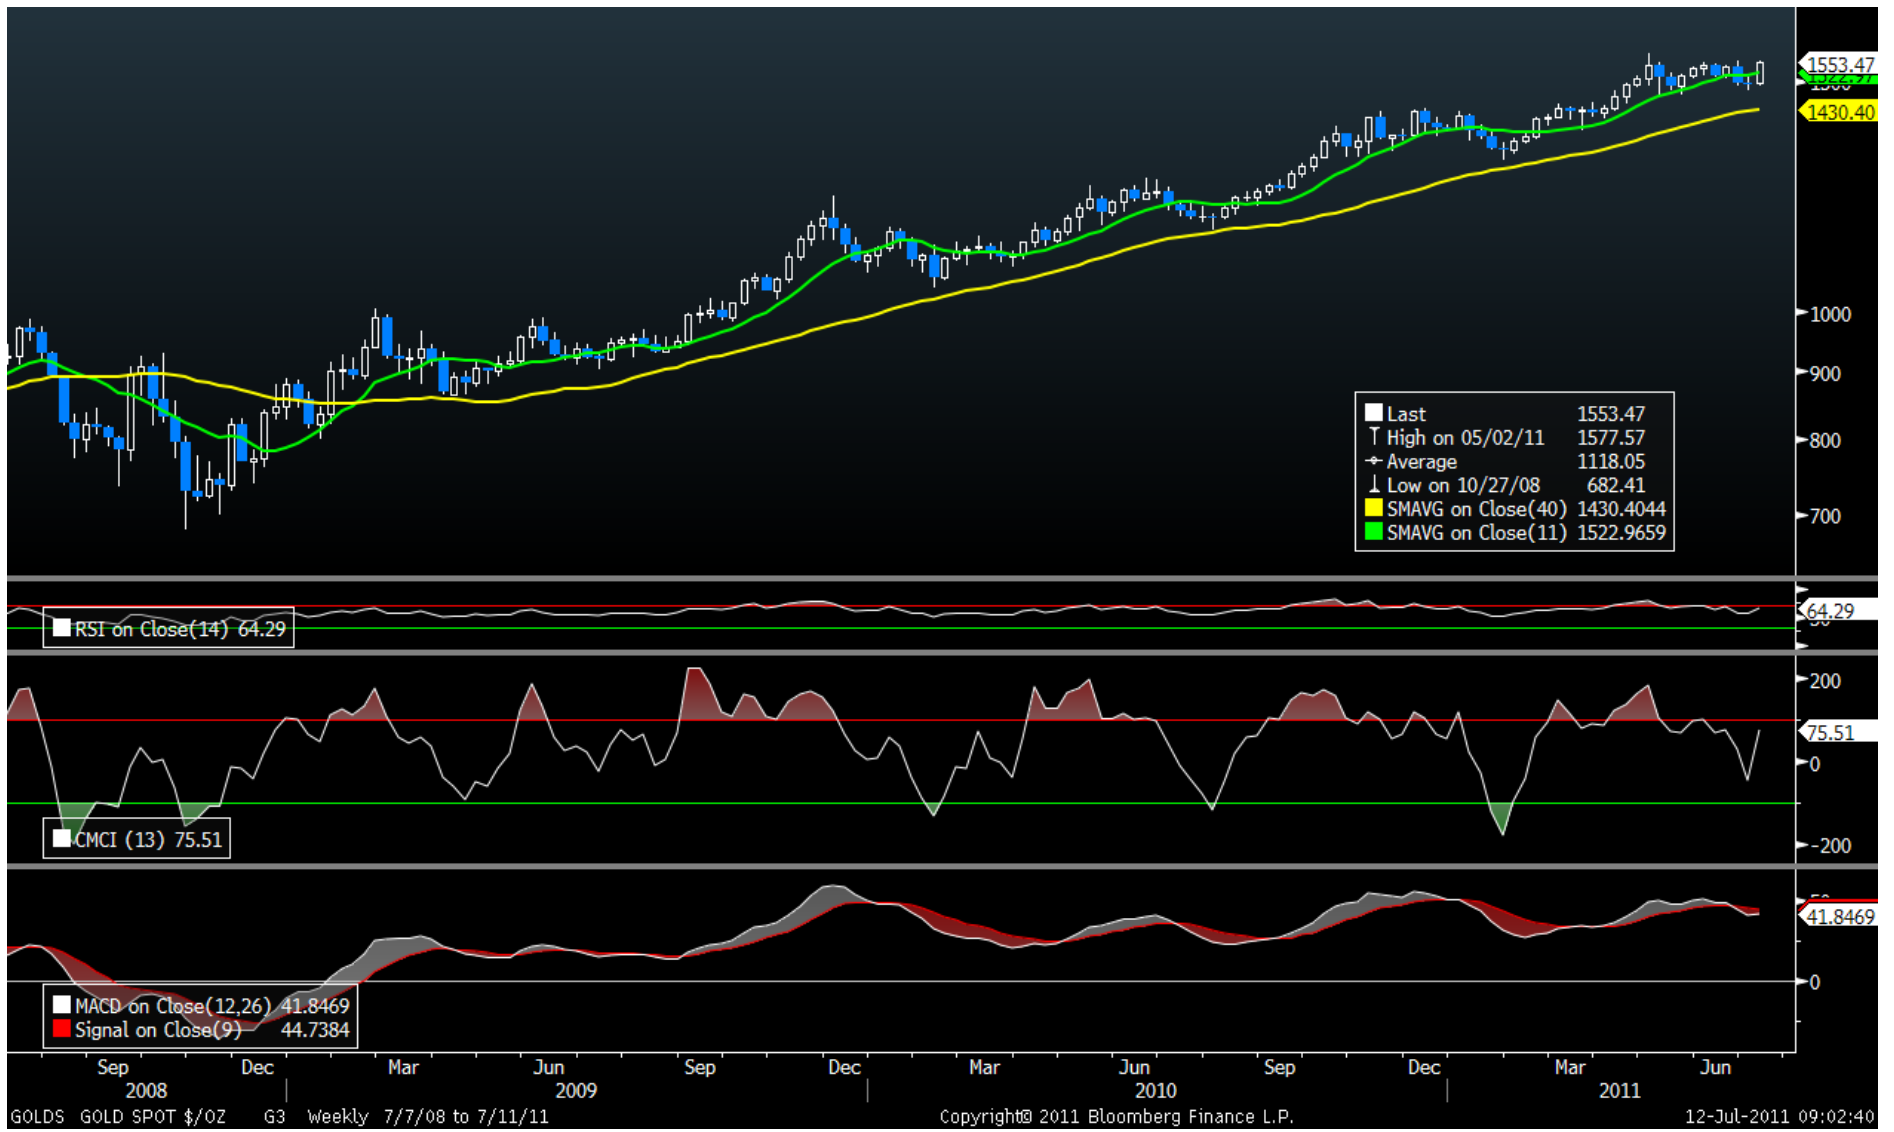 1553.47
1522.97
1500
1430.40
1000
900
800
700
Last 1553.47
High on 05/02/11 1577.57
Average 1118.05
Low on 10/27/08 682.41
SMAVG on Close(40) 1430.4044
SMAVG on Close(11) 1522.9659
RSI on Close(14) 64.29
64.29
200
75.51
0
-200
CMCI (13) 75.51
41.8469
0
MACD on Close(12,26) 41.8469
Signal on Close(9) 44.7384
Sep Dec Mar Jun Sep Dec Mar Jun Sep Dec Mar Jun
2008 2009 2010 2011
GOLDS GOLD SPOT $/OZ G3 Weekly 7/7/08 to 7/11/11 Copyright© 2011 Bloomberg Finance L.P. 12-Jul-2011 09:02:40